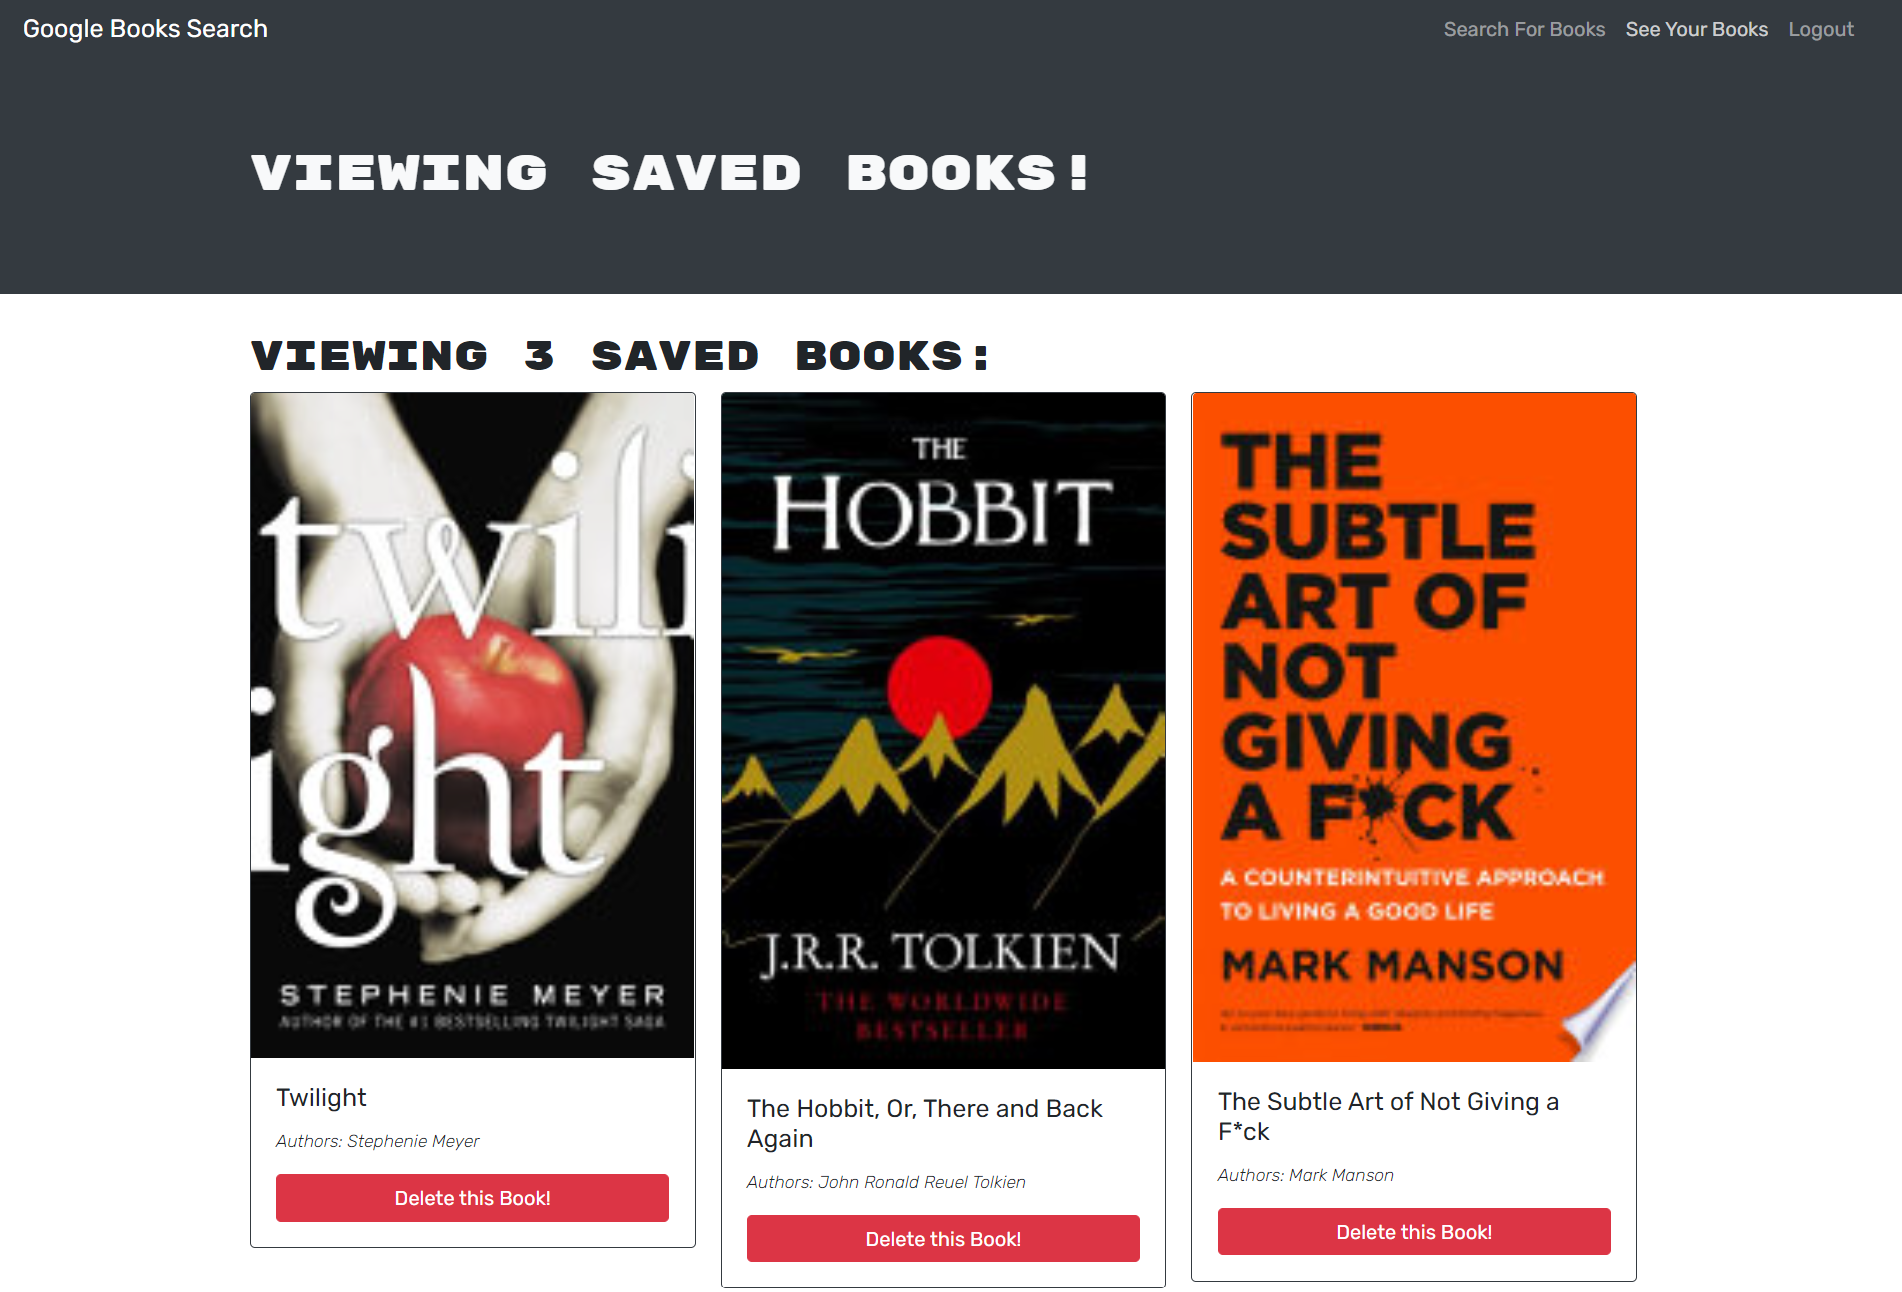 Google Books Search
Search For Books See Your Books Logout
VIEWING SAVED BOOKS!
VIEWING 3 SAVED BOOKS:
twili
ight
STEPHENIE MEYER
AUTHOR OF THE #1 BESTSELLING TWILIGHT SAGA
Twilight
Authors: Stephenie Meyer
Delete this Book!
THE
HOBBIT
J.R.R. TOLKIEN
THE WORLDWIDE
BESTSELLER
The Hobbit, Or, There and Back
Again
Authors: John Ronald Reuel Tolkien
Delete this Book!
THE
SUBTLE
ART OF
NOT
GIVING
A F*CK
A COUNTERINTUITIVE APPROACH
TO LIVING A GOOD LIFE
MARK MANSON
The Subtle Art of Not Giving a
F*ck
Authors: Mark Manson
Delete this Book!